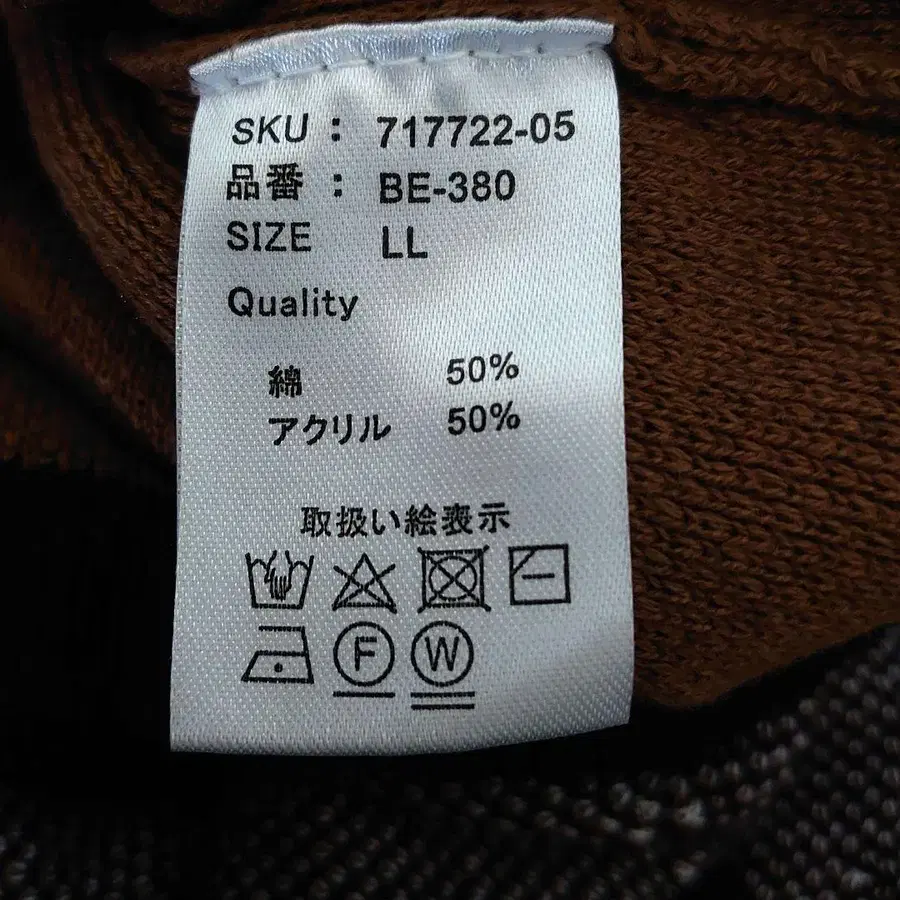 SKU : 717722-05
品番 : BE-380
SIZE LL
Quality
綿 50%
アクリル 50%
取扱い絵表示
F W